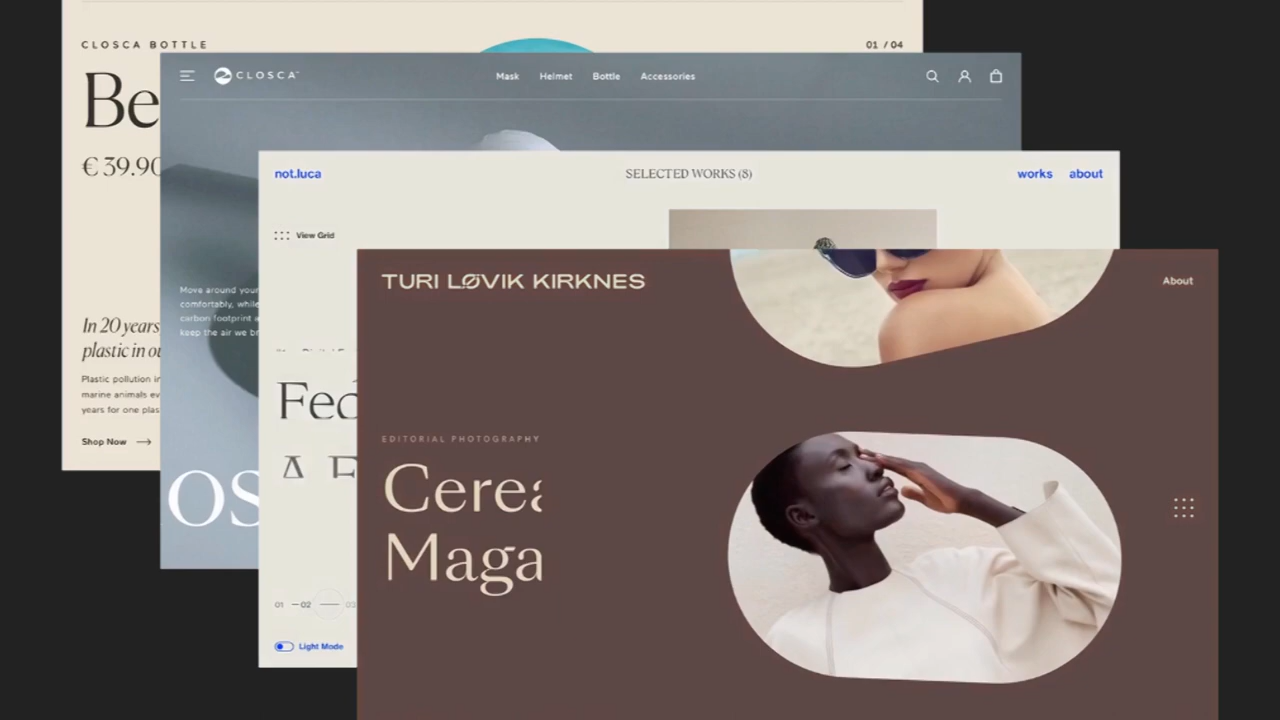 CLOSCA BOTTLE
01 / 04
Be
€ 39.90
In 20 years
plastic in ou
Plastic pollution in
marine animals ev
years for one plas
Shop Now
CLOSCA
Mask Helmet Bottle Accessories
Move around your
comfortably, while
carbon footprint a
keep the air we br
OS
not.luca
SELECTED WORKS (8)
works about
View Grid
Fed
01 02 03
Light Mode
TURI LØVIK KIRKNES
About
EDITORIAL PHOTOGRAPHY
Cerea
Maga